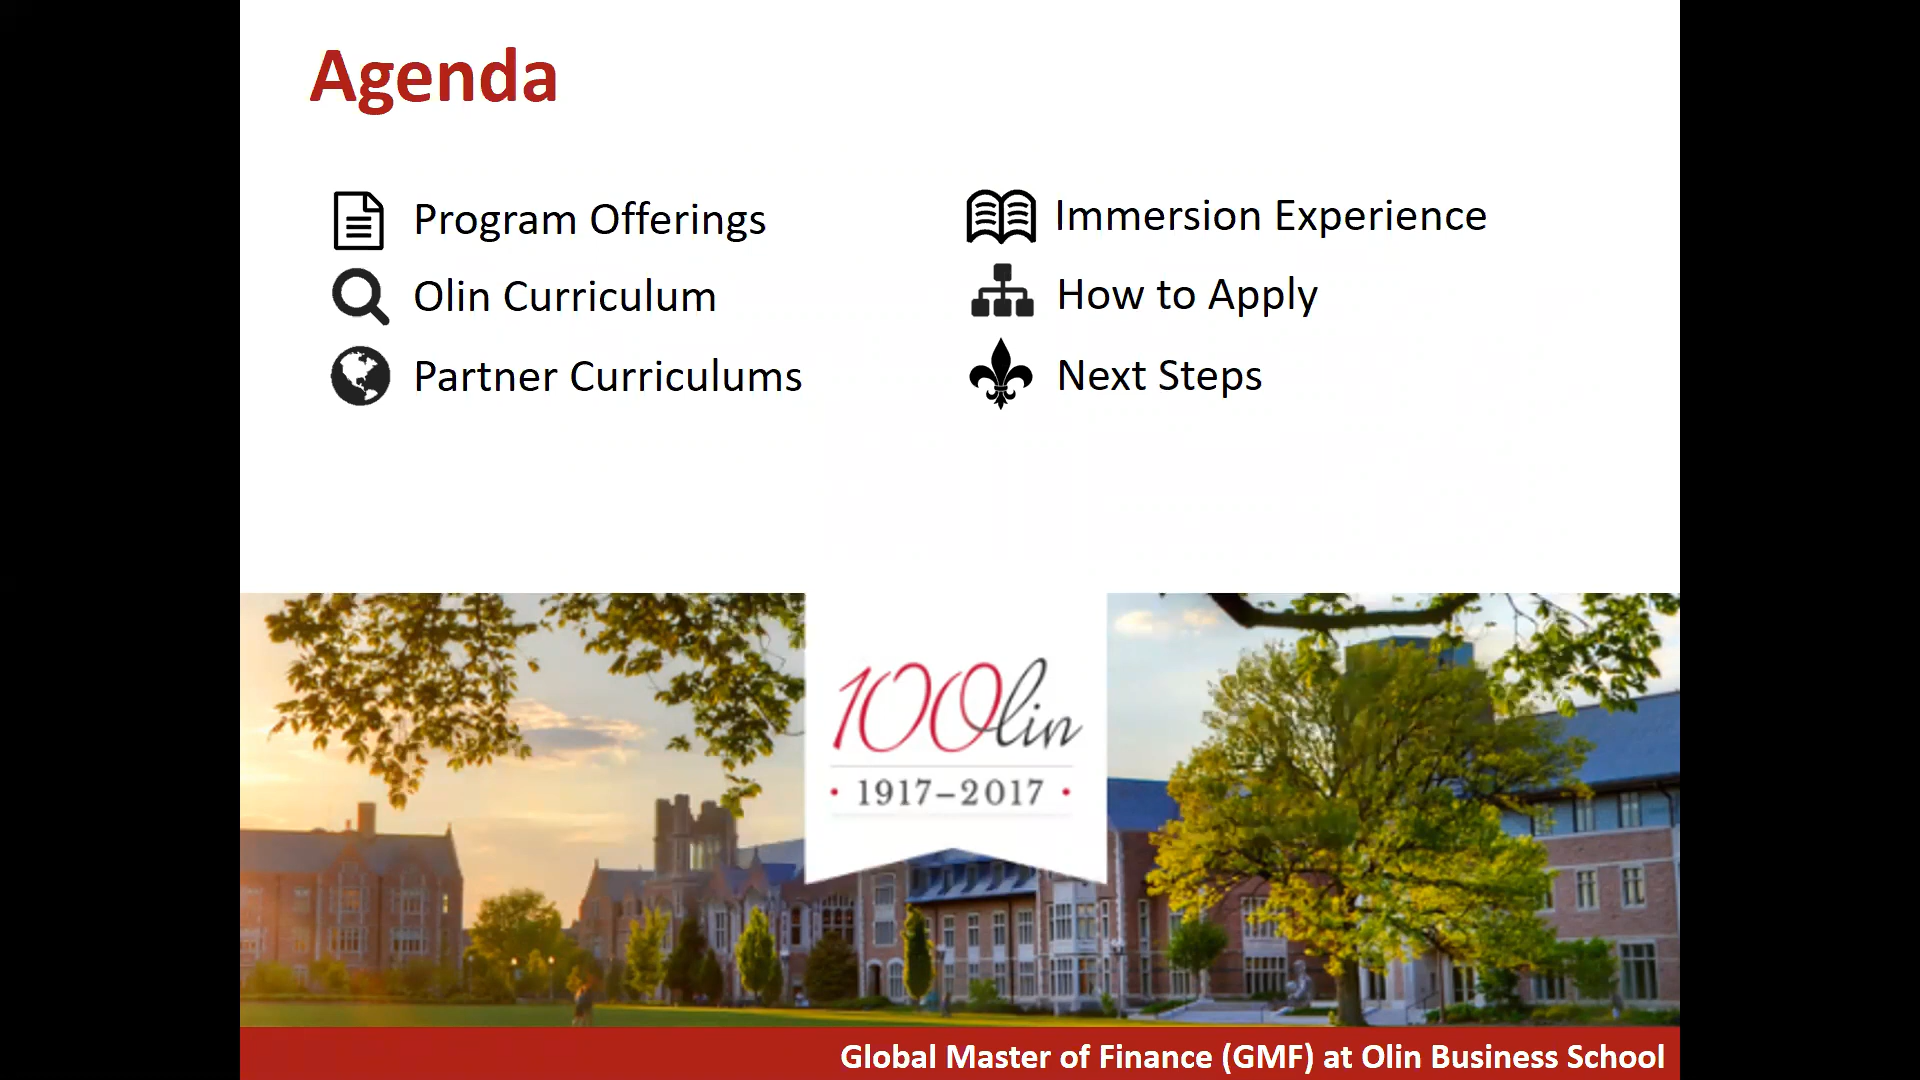 Agenda
Program Offerings
Olin Curriculum
Partner Curriculums
Immersion Experience
How to Apply
Next Steps
100lin
1917–2017
Global Master of Finance (GMF) at Olin Business School